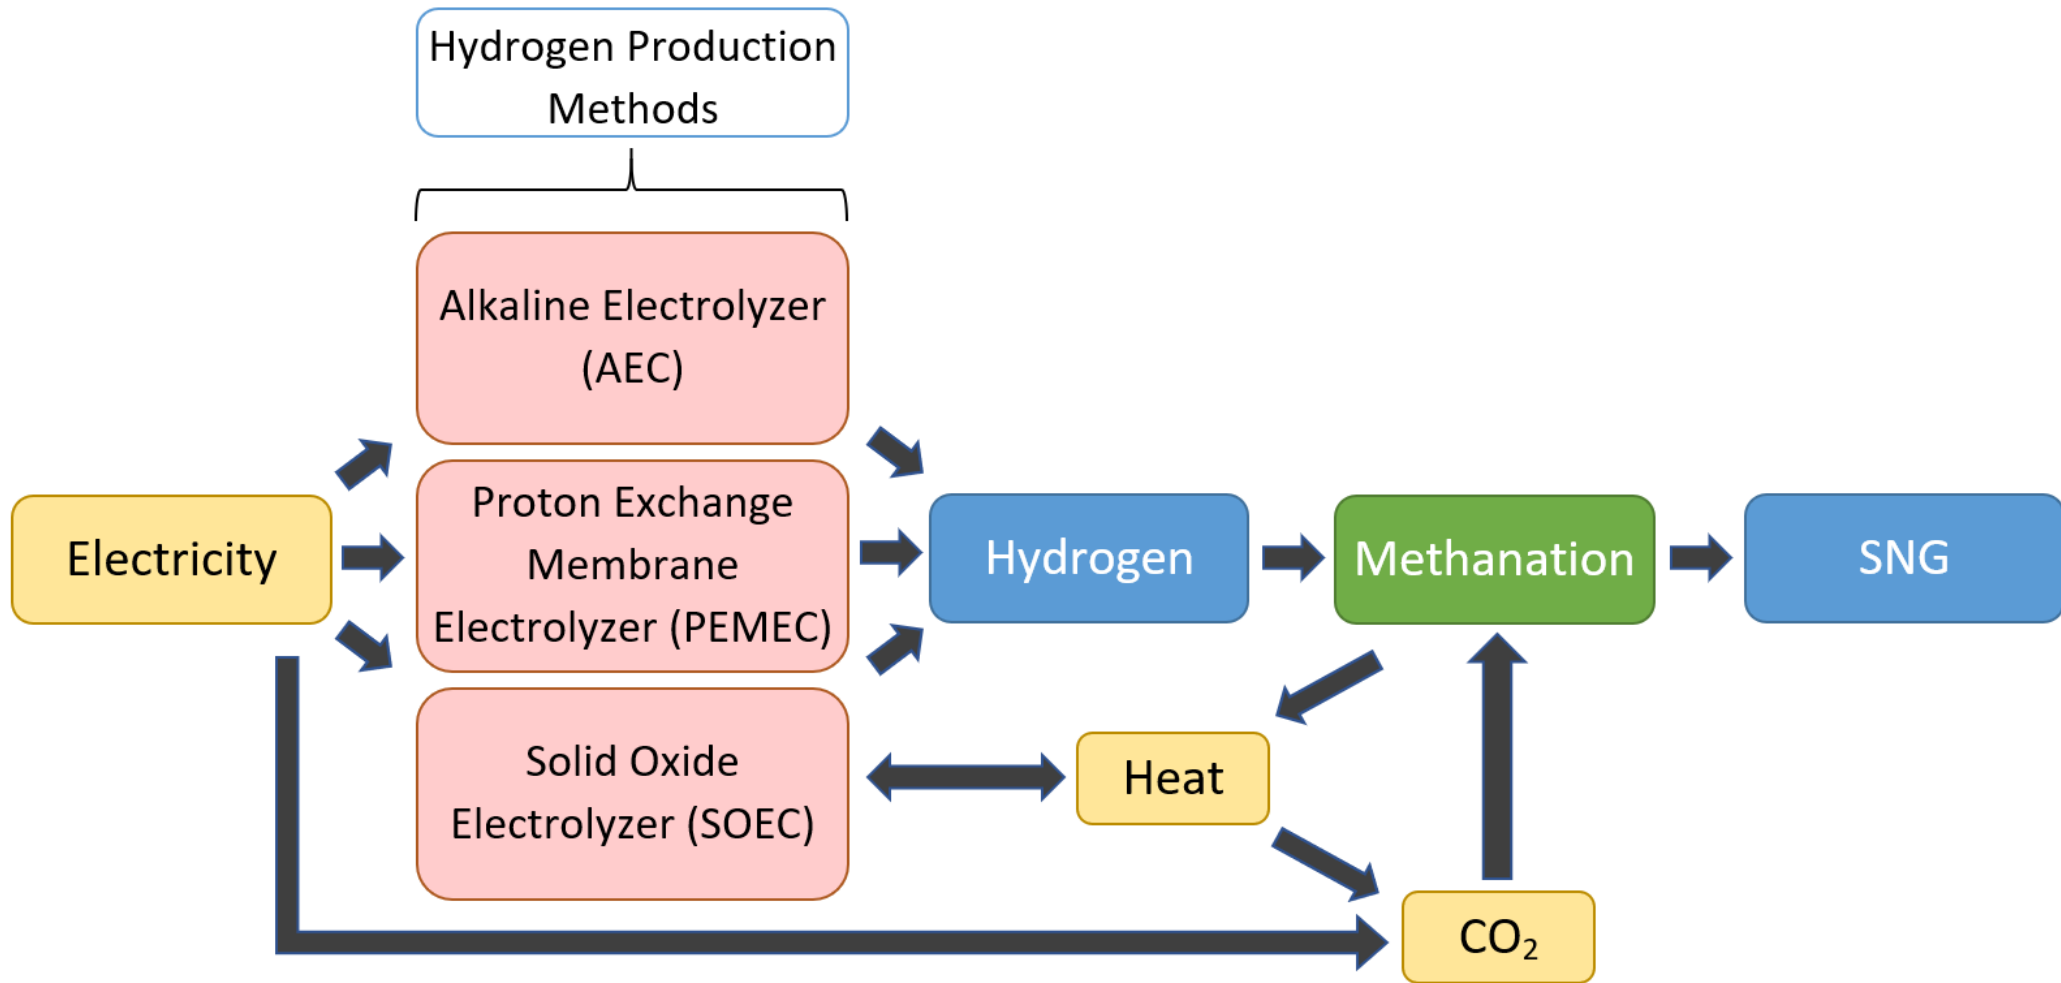 Hydrogen Production
Methods
Alkaline Electrolyzer
(AEC)
Electricity
Proton Exchange
Membrane
Electrolyzer (PEMEC)
Hydrogen
Methanation
SNG
Solid Oxide
Electrolyzer (SOEC)
Heat
CO₂